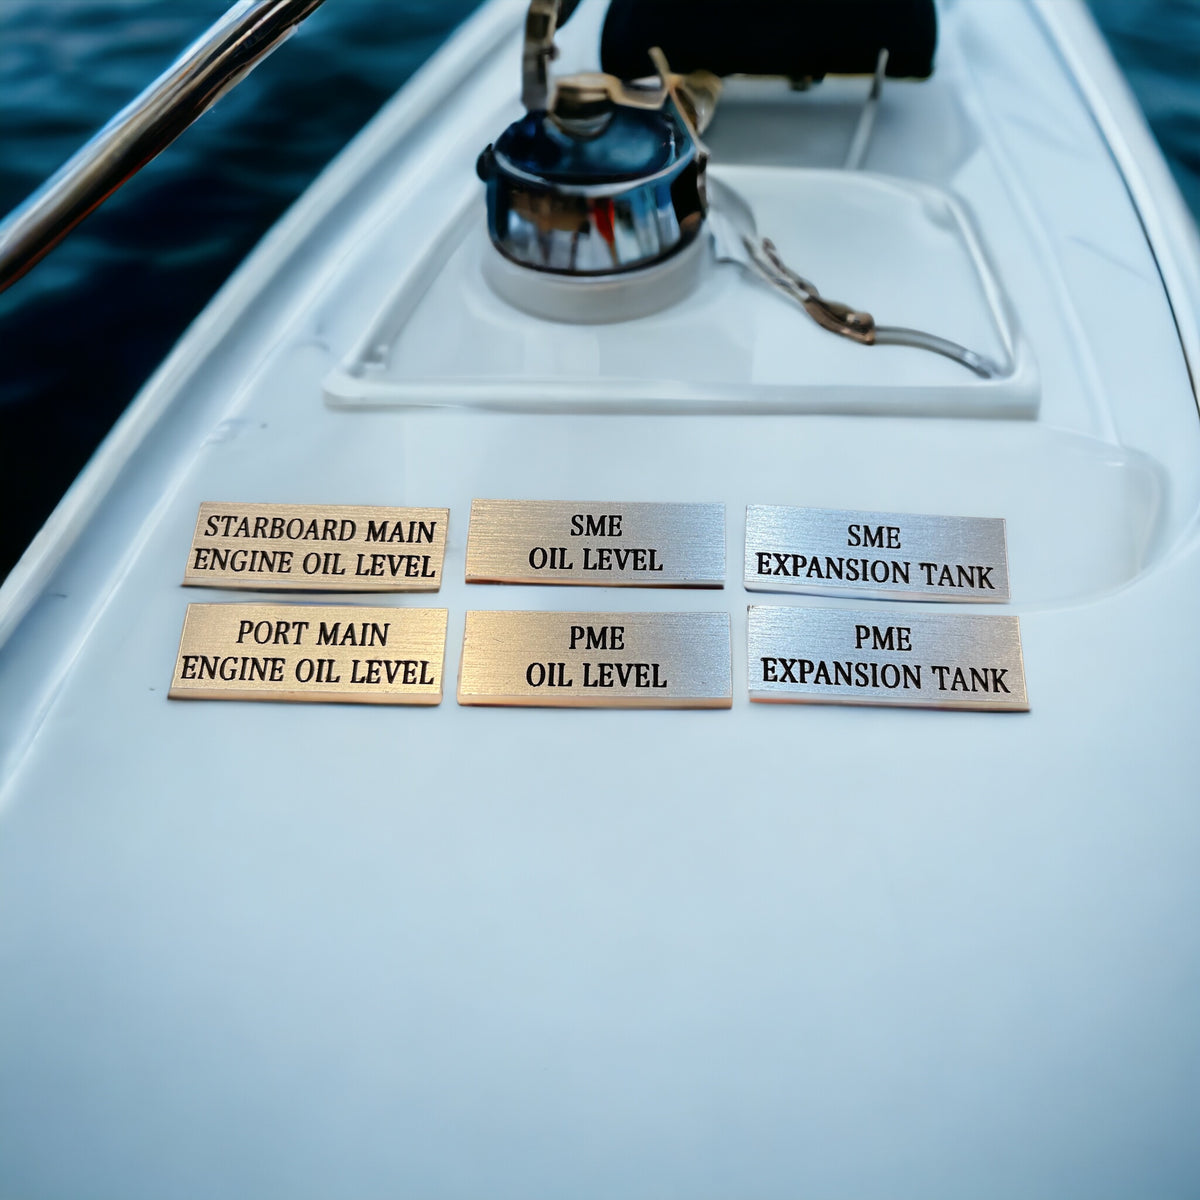 STARBOARD MAIN
ENGINE OIL LEVEL
SME
OIL LEVEL
SME
EXPANSION TANK
PORT MAIN
ENGINE OIL LEVEL
PME
OIL LEVEL
PME
EXPANSION TANK